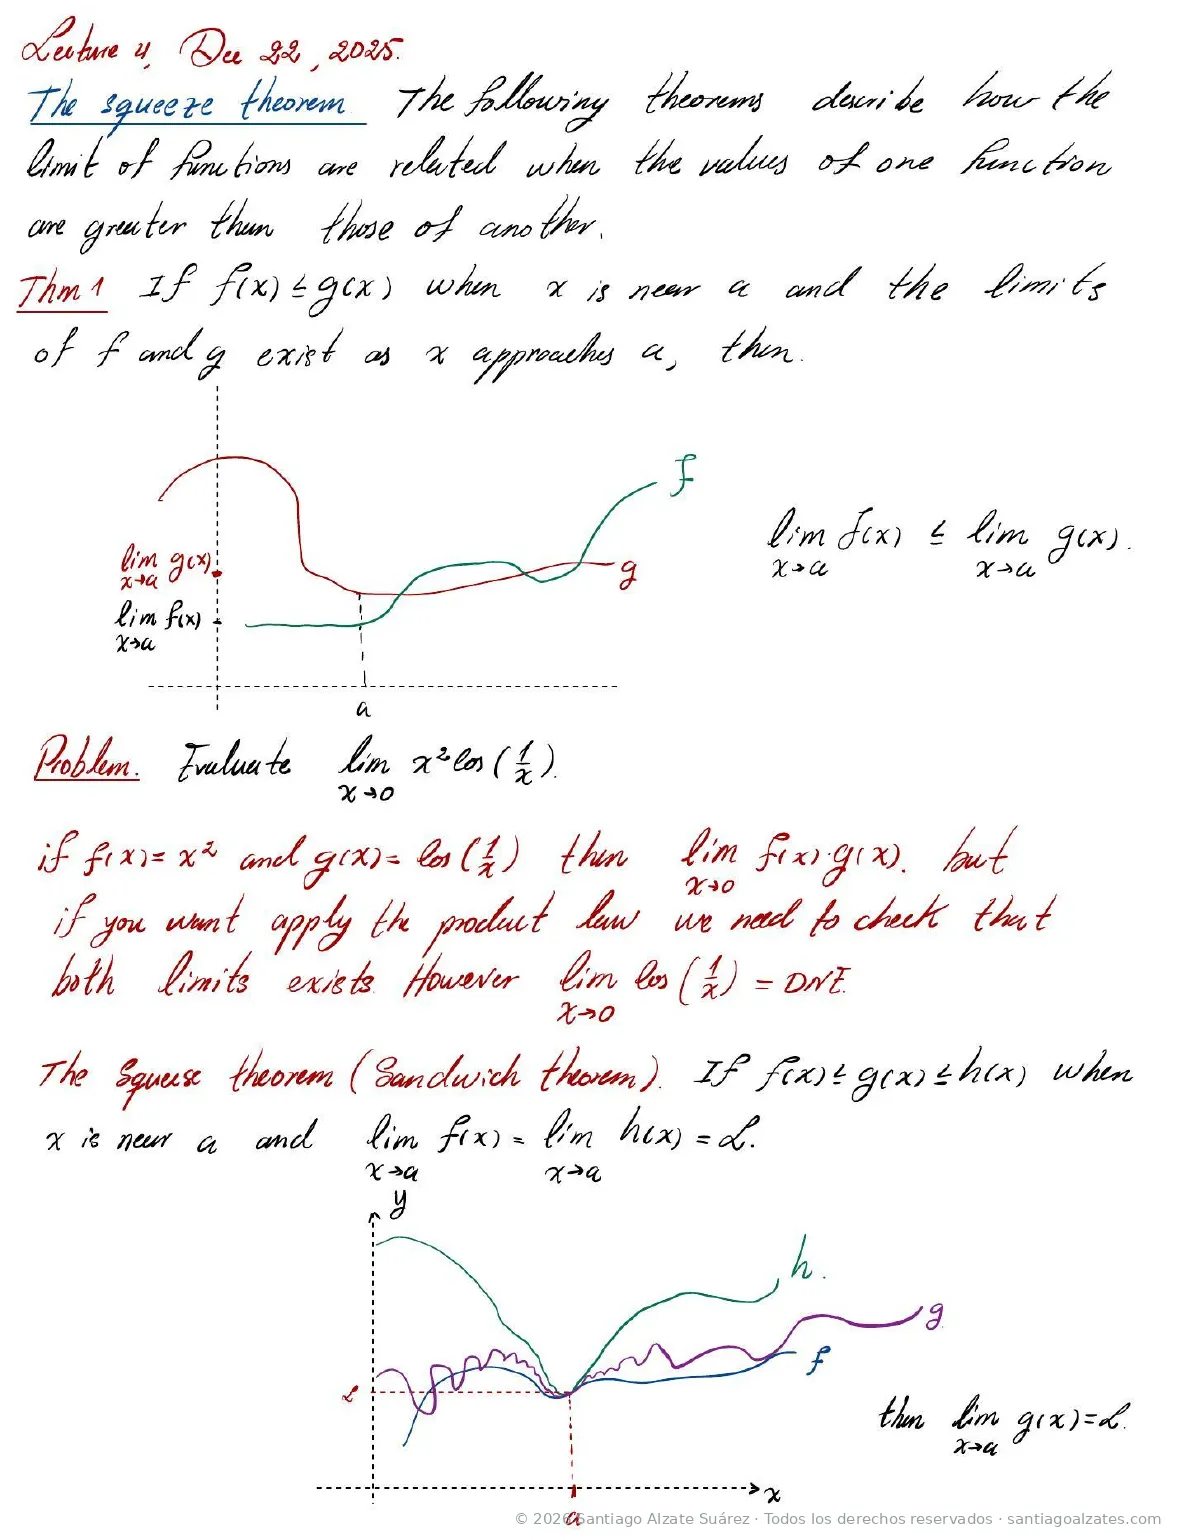 Lecture 4, Dec 22, 2025.
The squeeze theorem. The following theorems describe how the
limit of functions are related when the values of one function
are greater than those of another.
Thm 1 If f(x) ≤ g(x) when x is near a and the limits
of f and g exist as x approaches a, then.
f
lim f(x) ≤ lim g(x).
x→a x→a
lim g(x)
x→a
g
lim f(x)
x→a
a
Problem. Evaluate lim x² cos(1/x).
x→0
if f(x) = x² and g(x) = cos(1/x) then lim f(x)·g(x). but
x→0
if you want apply the product law we need to check that
both limits exists. However lim cos(1/x) = DNE.
x→0
The Squeese theorem (Sandwich theorem). If f(x) ≤ g(x) ≤ h(x) when
x is near a and lim f(x) = lim h(x) = L.
x→a x→a
y
h.
g
f
L
then lim g(x) = L.
x→a
x
a
© 2026 Santiago Alzate Suárez · Todos los derechos reservados · santiagoalzates.com